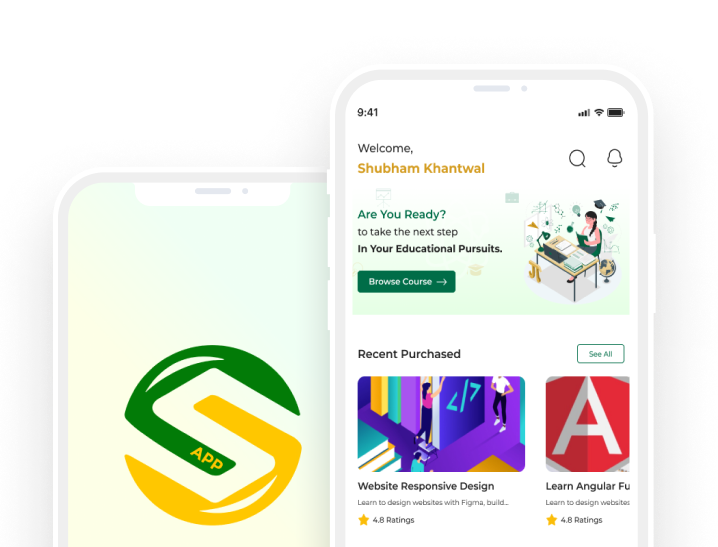 9:41
Welcome,
Shubham Khantwal
Are You Ready?
to take the next step
In Your Educational Pursuits.
Browse Course →
APP
Recent Purchased
See All
</>
A
Website Responsive Design
Learn to design websites with Figma, build...
4.8 Ratings
Learn Angular Fu
Learn to design websites
4.8 Ratings